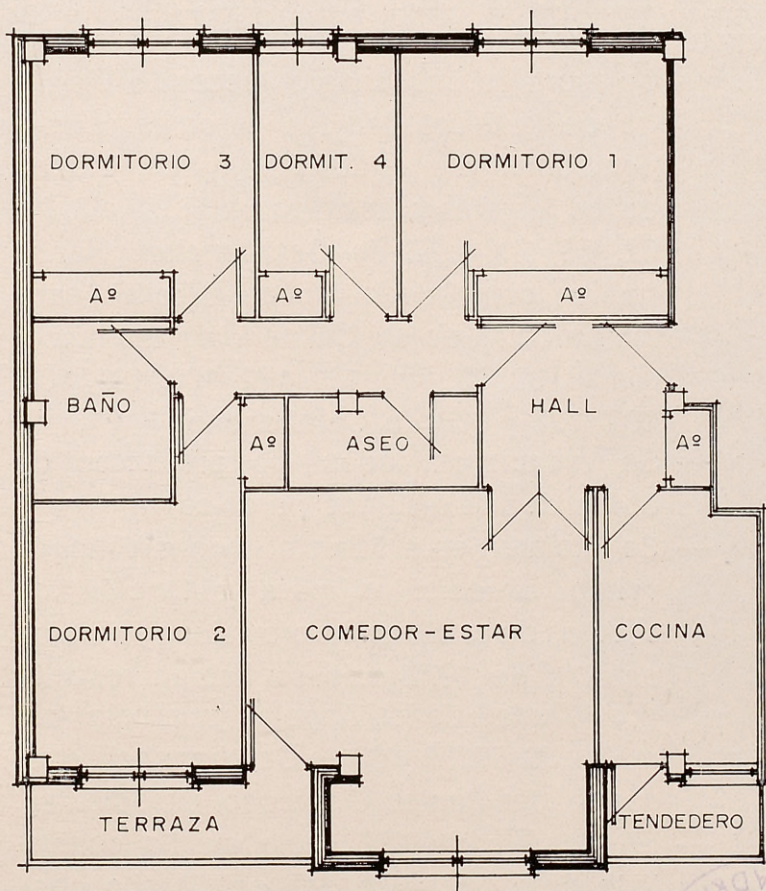 DORMITORIO 3
DORMIT. 4
DORMITORIO 1
Aº
Aº
Aº
BAÑO
HALL
Aº
ASEO
Aº
DORMITORIO 2
COMEDOR-ESTAR
COCINA
TERRAZA
TENDEDERO